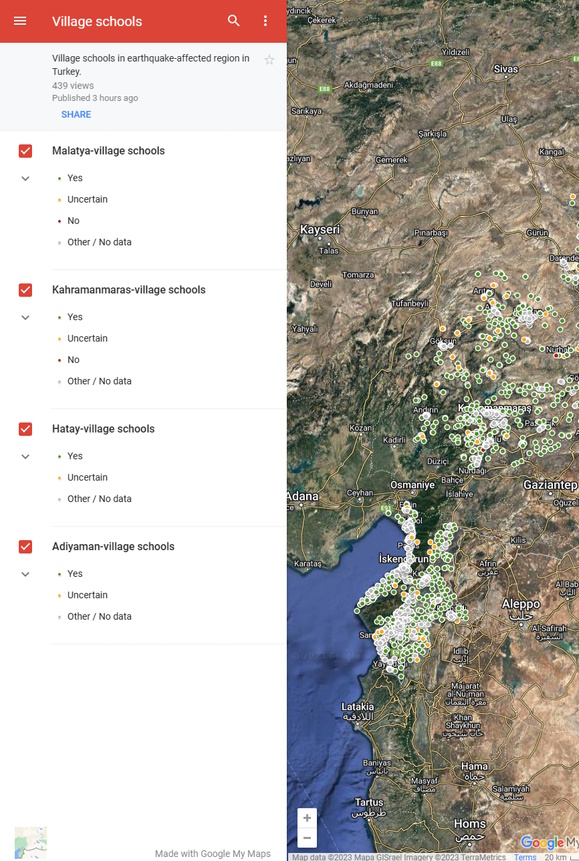 Village schools
Village schools in earthquake-affected region in
Turkey.
439 views
Published 3 hours ago
SHARE
Malatya-village schools
Yes
Uncertain
No
Other / No data
Kahramanmaras-village schools
Yes
Uncertain
No
Other / No data
Hatay-village schools
Yes
Uncertain
Other / No data
Adiyaman-village schools
Yes
Uncertain
Other / No data
Made with Google My Maps
Çekerek
Yıldızeli
E88
Sivas
E88
Akdağmadeni
Sarıkaya
Ulaş
Şarkışla
Kangal
Gemerek
Bünyan
Kayseri
Talas
Pınarbaşı
Gürün
Tomarza
Develi
Tufanbeyli
Yahyalı
Andırın
Kozan
Kadirli
Düziçi
Nurdağı
Bahçe
Osmaniye
Gaziantep
Adana
Ceyhan
İslahiye
Karataş
Kilis
Afrin
عفرين
Aleppo
حلب
Al-Safirah
السفيرة
Idlib
إدلب
Latakia
اللاذقية
Ma'arat
al-Nu'man
معرة النعمان
Khan
Shaykhun
خان شيخون
Baniyas
بانياس
Hama
حماة
Masyaf
مصياف
Salamiyah
سلمية
Tartus
طرطوس
Homs
حمص
+
−
Google My
Map data ©2023 Mapa GISrael Imagery ©2023 TerraMetrics
Terms
20 km